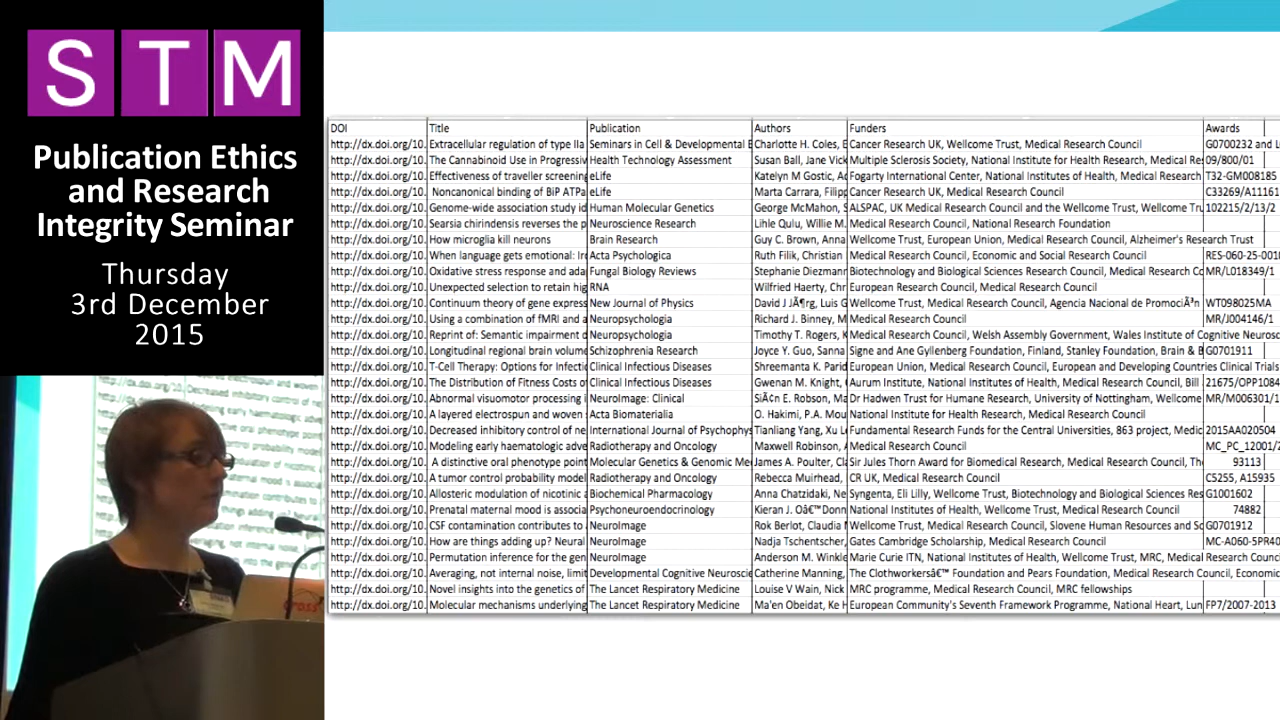 STM
Publication Ethics
and Research
Integrity Seminar
Thursday
3rd December
2015
DOI Title Publication Authors Funders Awards
http://dx.doi.org/10. Extracellular regulation of type IIa Seminars in Cell & Developmental B Charlotte H. Coles, E Cancer Research UK, Wellcome Trust, Medical Research Council G0700232 and L
http://dx.doi.org/10. The Cannabinoid Use in Progressiv Health Technology Assessment Susan Ball, Jane Vick Multiple Sclerosis Society, National Institute for Health Research, Medical Res 09/800/01
http://dx.doi.org/10. Effectiveness of traveller screening eLife Katelyn M Gostic, Ad Fogarty International Center, National Institutes of Health, Medical Research T32-GM008185
http://dx.doi.org/10. Noncanonical binding of BiP ATPa eLife Marta Carrara, Filipp Cancer Research UK, Medical Research Council C33269/A11161
http://dx.doi.org/10. Genome-wide association study id Human Molecular Genetics George McMahon, S ALSPAC, UK Medical Research Council and the Wellcome Trust, Wellcome Tru 102215/2/13/2
http://dx.doi.org/10. Searsia chirindensis reverses the p Neuroscience Research Lihle Qulu, Willie M. Medical Research Council, National Research Foundation
http://dx.doi.org/10. How microglia kill neurons Brain Research Guy C. Brown, Anna Wellcome Trust, European Union, Medical Research Council, Alzheimer's Research Trust
http://dx.doi.org/10. When language gets emotional: Iro Acta Psychologica Ruth Filik, Christian Medical Research Council, Economic and Social Research Council RES-060-25-001
http://dx.doi.org/10. Oxidative stress response and ada Fungal Biology Reviews Stephanie Diezmann Biotechnology and Biological Sciences Research Council, Medical Research Co MR/L018349/1
http://dx.doi.org/10. Unexpected selection to retain hig RNA Wilfried Haerty, Chr European Research Council, Medical Research Council
http://dx.doi.org/10. Continuum theory of gene express New Journal of Physics David J JÃ¶rg, Luis G Wellcome Trust, Medical Research Council, Agencia Nacional de PromociÃ³n WT098025MA
http://dx.doi.org/10. Using a combination of fMRI and a Neuropsychologia Richard J. Binney, M Medical Research Council MR/J004146/1
http://dx.doi.org/10. Reprint of: Semantic impairment d Neuropsychologia Timothy T. Rogers, K Medical Research Council, Welsh Assembly Government, Wales Institute of Cognitive Neurosc
http://dx.doi.org/10. Longitudinal regional brain volume Schizophrenia Research Joyce Y. Guo, Sanna Signe and Ane Gyllenberg Foundation, Finland, Stanley Foundation, Brain & B G0701911
http://dx.doi.org/10. T-Cell Therapy: Options for Infectio Clinical Infectious Diseases Shreemanta K. Parid European Union, Medical Research Council, European and Developing Countries Clinical Trials
http://dx.doi.org/10. The Distribution of Fitness Costs o Clinical Infectious Diseases Gwenan M. Knight, C Aurum Institute, National Institutes of Health, Medical Research Council, Bill 21675/OPP1084
http://dx.doi.org/10. Abnormal visuomotor processing i NeuroImage: Clinical SiÃ¢n E. Robson, Ma Dr Hadwen Trust for Humane Research, University of Nottingham, Wellcome MR/M006301/1
http://dx.doi.org/10. A layered electrospun and woven Acta Biomaterialia O. Hakimi, P.A. Mou National Institute for Health Research, Medical Research Council
http://dx.doi.org/10. Decreased inhibitory control of ne International Journal of Psychophys Tianliang Yang, Xu Le Fundamental Research Funds for the Central Universities, 863 project, Medic 2015AA020504
http://dx.doi.org/10. Modeling early haematologic adve Radiotherapy and Oncology Maxwell Robinson, A Medical Research Council MC_PC_12001/2
http://dx.doi.org/10. A distinctive oral phenotype point Molecular Genetics & Genomic Me James A. Poulter, Cl Sir Jules Thorn Award for Biomedical Research, Medical Research Council, The 93113
http://dx.doi.org/10. A tumor control probability model Radiotherapy and Oncology Rebecca Muirhead, CR UK, Medical Research Council C5255, A15935
http://dx.doi.org/10. Allosteric modulation of nicotinic a Biochemical Pharmacology Anna Chatzidaki, Ne Syngenta, Eli Lilly, Wellcome Trust, Biotechnology and Biological Sciences Res G1001602
http://dx.doi.org/10. Prenatal maternal mood is associa Psychoneuroendocrinology Kieran J. Oâ€™Donn National Institutes of Health, Wellcome Trust, Medical Research Council 74882
http://dx.doi.org/10. CSF contamination contributes to NeuroImage Rok Berlot, Claudia M Wellcome Trust, Medical Research Council, Slovene Human Resources and Sc G0701912
http://dx.doi.org/10. How are things adding up? Neural NeuroImage Nadja Tschentscher, Gates Cambridge Scholarship, Medical Research Council MC-A060-5PR40
http://dx.doi.org/10. Permutation inference for the gen NeuroImage Anderson M. Winkle Marie Curie ITN, National Institutes of Health, Wellcome Trust, MRC, Medical Research Counc
http://dx.doi.org/10. Averaging, not internal noise, limit Developmental Cognitive Neuroscie Catherine Manning, The Clothworkersâ€™ Foundation and Pears Foundation, Medical Research Council, Economic
http://dx.doi.org/10. Novel insights into the genetics of The Lancet Respiratory Medicine Louise V Wain, Nick MRC programme, Medical Research Council, MRC fellowships
http://dx.doi.org/10. Molecular mechanisms underlying The Lancet Respiratory Medicine Ma'en Obeidat, Ke H European Community's Seventh Framework Programme, National Heart, Lun FP7/2007-2013